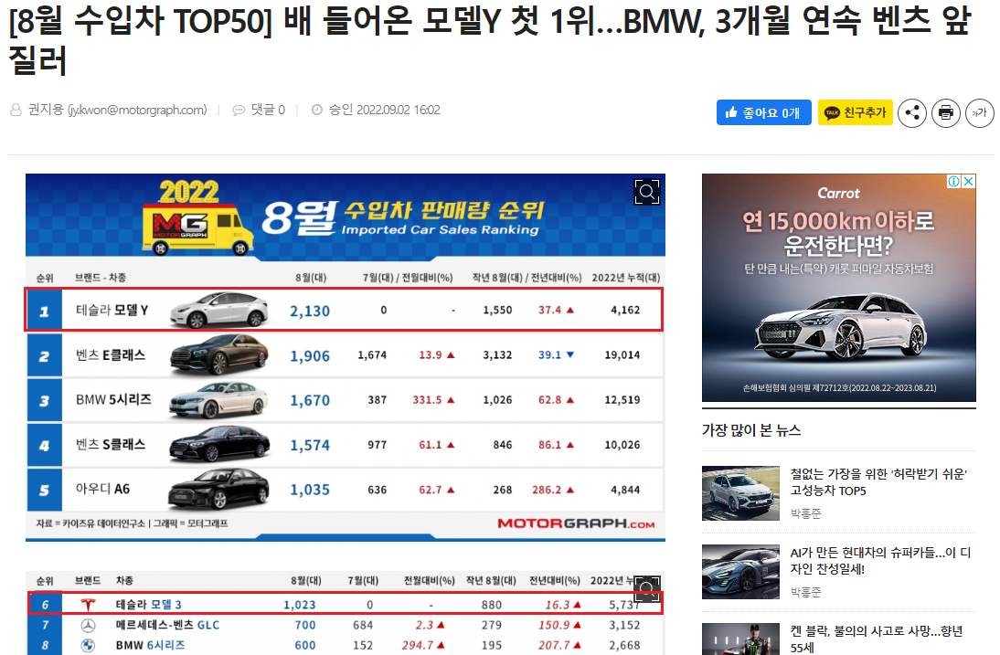 [8월 수입차 TOP50] 배 들어온 모델Y 첫 1위…BMW, 3개월 연속 벤츠 앞
질러
권지용 (jy.kwon@motorgraph.com) 댓글 0 승인 2022.09.02 16:02
좋아요 0개 TALK 친구추가 가가
2022
MG
MOTORGRAPH
8월 수입차 판매량 순위
Imported Car Sales Ranking
순위 브랜드 - 차종 8월(대) 7월(대) / 전월대비(%) 작년 8월(대) / 전년대비(%) 2022년 누적(대)
1 테슬라 모델 Y 2,130 0 - 1,550 37.4 ▲ 4,162
2 벤츠 E클래스 1,906 1,674 13.9 ▲ 3,132 39.1 ▼ 19,014
3 BMW 5시리즈 1,670 387 331.5 ▲ 1,026 62.8 ▲ 12,519
4 벤츠 S클래스 1,574 977 61.1 ▲ 846 86.1 ▲ 10,026
5 아우디 A6 1,035 636 62.7 ▲ 268 286.2 ▲ 4,844
자료 = 카이즈유 데이터연구소 | 그래픽 = 모터그래프 MOTORGRAPH.COM
순위 브랜드 차종 8월(대) 7월(대) 전월대비(%) 작년 8월(대) 전년대비(%) 2022년
6 테슬라 모델 3 1,023 0 - 880 16.3 ▲ 5,737
7 메르세데스-벤츠 GLC 700 684 2.3 ▲ 279 150.9 ▲ 3,152
8 BMW 6시리즈 600 152 294.7 ▲ 195 207.7 ▲ 2,668
Carrot
연 15,000km 이하로
운전한다면?
탄 만큼 내는(특약) 캐롯 퍼마일 자동차보험
손해보험협회 심의필 제72712호(2022.08.22~2023.08.21)
가장 많이 본 뉴스
철없는 가장을 위한 '허락받기 쉬운'
고성능차 TOP5
박홍준
AI가 만든 현대차의 슈퍼카들…이 디
자인 찬성일세!
박홍준
켄 블락, 불의의 사고로 사망…향년
55세